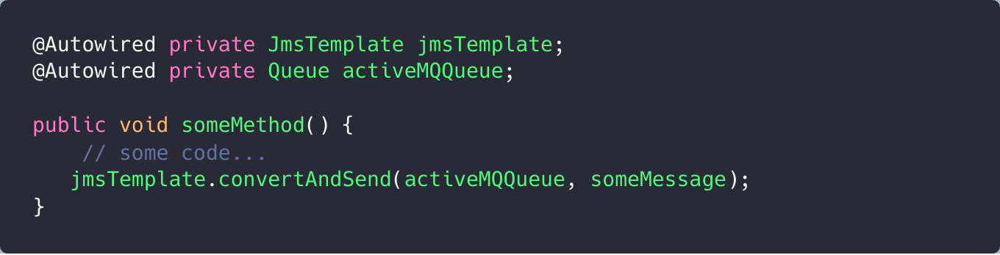 @Autowired private JmsTemplate jmsTemplate;
@Autowired private Queue activeMQQueue;
public void someMethod() {
// some code...
jmsTemplate.convertAndSend(activeMQQueue, someMessage);
}